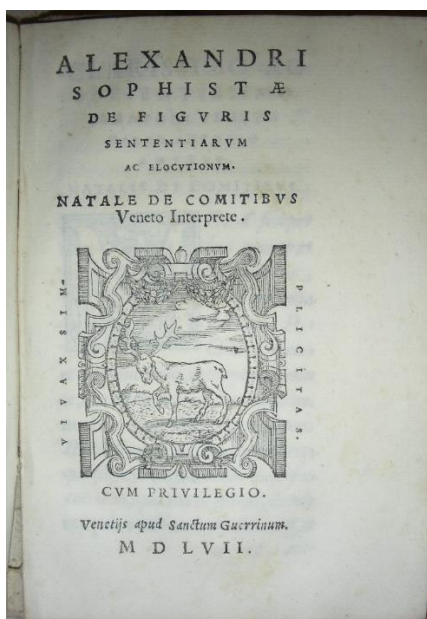 ALEXANDRI
SOPHISTÆ
DE FIGVRIS
SENTENTIARVM
AC ELOCVTIONVM.
NATALE DE COMITIBVS
Veneto Interprete.
VIVAX SIM-
PLICITAS.
CVM PRIVILEGIO.
Venetijs apud Sanctum Guerrinum.
M D LVII.